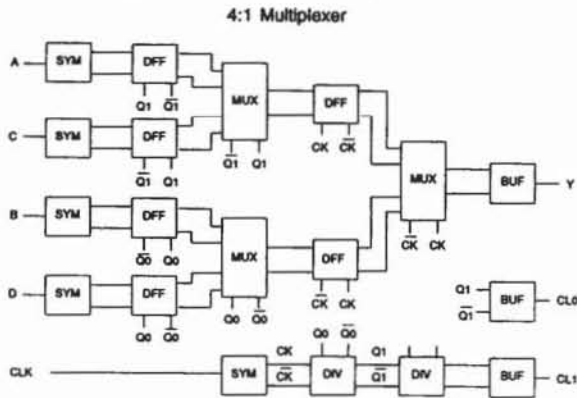 4:1 Multiplexer
A SYM DFF
Q1 Q̅1̅
MUX DFF
C SYM DFF
Q̅1̅ Q1
Q̅1̅ Q1
CK C̅K̅
MUX BUF Y
B SYM DFF
Q̅0̅ Q0
C̅K̅ CK
MUX DFF
D SYM DFF
Q0 Q̅0̅
Q0 Q̅0̅
C̅K̅ CK
Q1
Q̅1̅
BUF CL0
Q0 Q̅0̅
CLK SYM
CK
C̅K̅
DIV
Q1
Q̅1̅
DIV BUF CL1